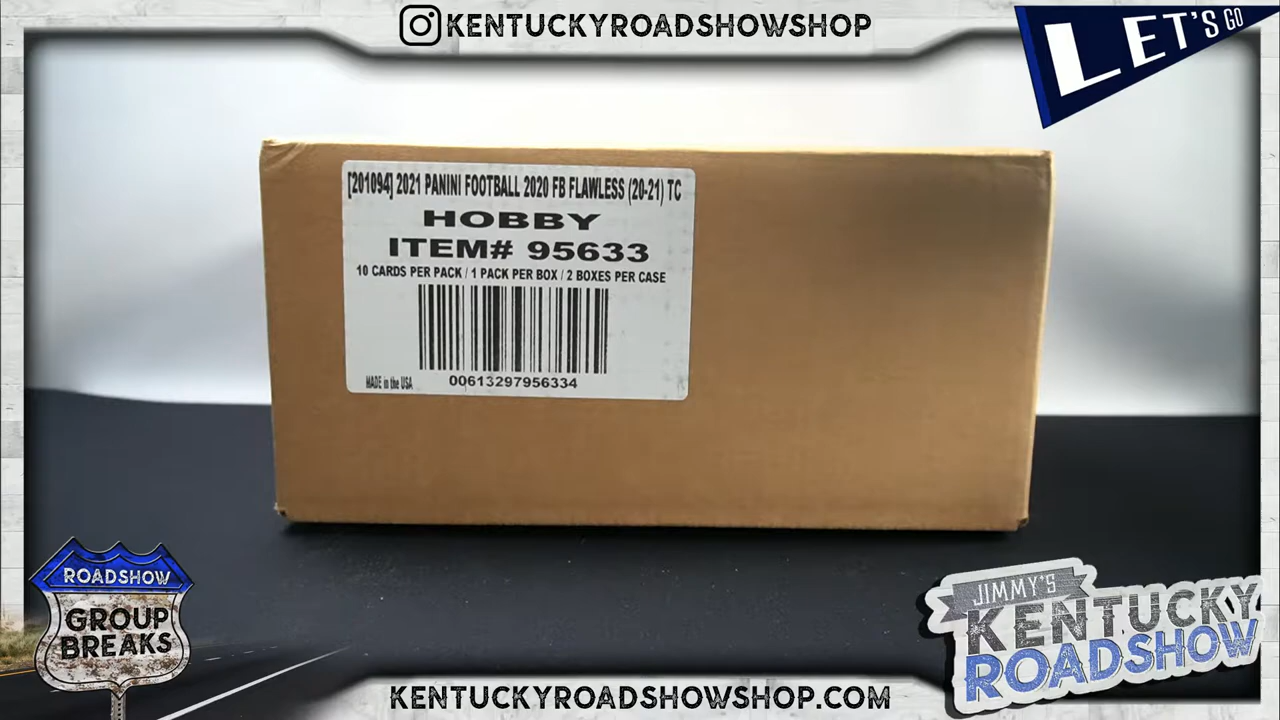 KENTUCKYROADSHOWSHOP
LET'S GO
[201094] 2021 PANINI FOOTBALL 2020 FB FLAWLESS (20-21) TC
HOBBY
ITEM# 95633
10 CARDS PER PACK / 1 PACK PER BOX / 2 BOXES PER CASE
MADE in the USA
00613297956334
ROADSHOW
GROUP
BREAKS
JIMMY'S
KENTUCKY
ROADSHOW
KENTUCKYROADSHOWSHOP.COM